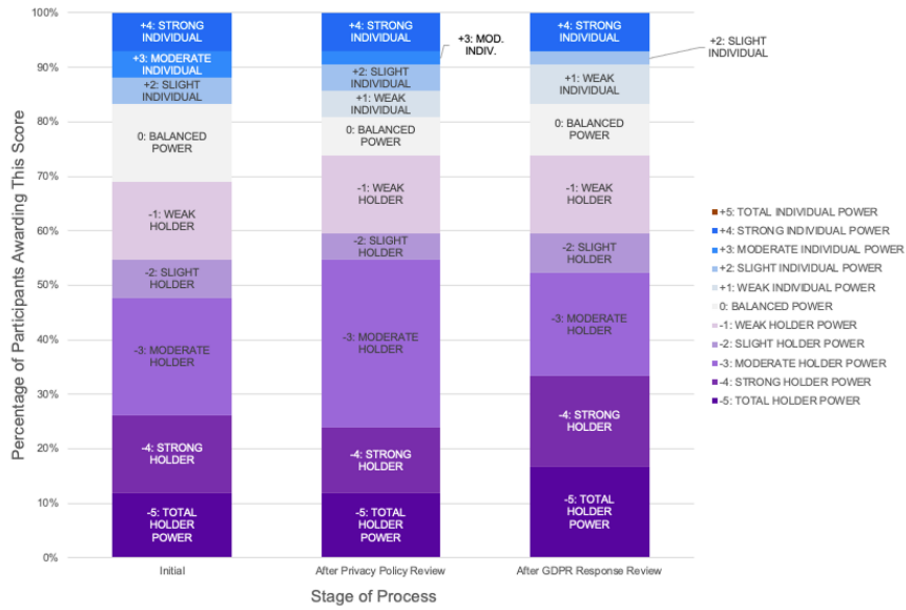 Percentage of Participants Awarding This Score
100%
90%
80%
70%
60%
50%
40%
30%
20%
10%
0%
+4: STRONG
INDIVIDUAL
+3: MODERATE
INDIVIDUAL
+2: SLIGHT
INDIVIDUAL
0: BALANCED
POWER
-1: WEAK
HOLDER
-2: SLIGHT
HOLDER
-3: MODERATE
HOLDER
-4: STRONG
HOLDER
-5: TOTAL
HOLDER
POWER
Initial
+4: STRONG
INDIVIDUAL
+3: MOD.
INDIV.
+2: SLIGHT
INDIVIDUAL
+1: WEAK
INDIVIDUAL
0: BALANCED
POWER
-1: WEAK
HOLDER
-2: SLIGHT
HOLDER
-3: MODERATE
HOLDER
-4: STRONG
HOLDER
-5: TOTAL
HOLDER
POWER
After Privacy Policy Review
+4: STRONG
INDIVIDUAL
+2: SLIGHT
INDIVIDUAL
+1: WEAK
INDIVIDUAL
0: BALANCED
POWER
-1: WEAK
HOLDER
-2: SLIGHT
HOLDER
-3: MODERATE
HOLDER
-4: STRONG
HOLDER
-5: TOTAL
HOLDER
POWER
After GDPR Response Review
Stage of Process
+5: TOTAL INDIVIDUAL POWER
+4: STRONG INDIVIDUAL POWER
+3: MODERATE INDIVIDUAL POWER
+2: SLIGHT INDIVIDUAL POWER
+1: WEAK INDIVIDUAL POWER
0: BALANCED POWER
-1: WEAK HOLDER POWER
-2: SLIGHT HOLDER POWER
-3: MODERATE HOLDER POWER
-4: STRONG HOLDER POWER
-5: TOTAL HOLDER POWER